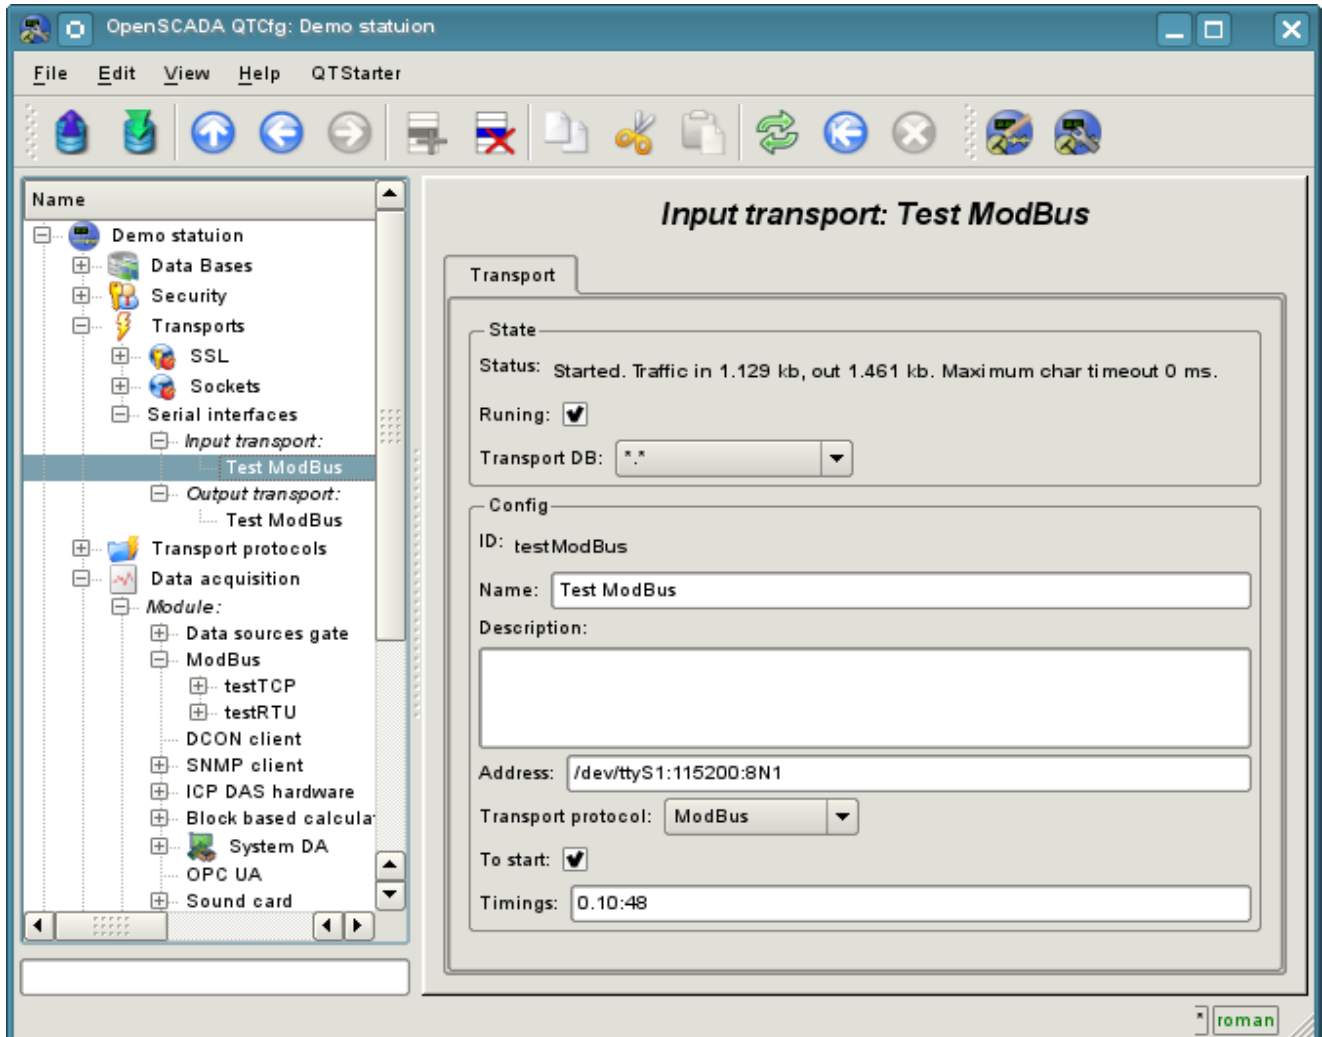 OpenSCADA QTCfg: Demo statuion
File Edit View Help QTStarter
Name
Demo statuion
Data Bases
Security
Transports
SSL
Sockets
Serial interfaces
Input transport:
Test ModBus
Output transport:
Test ModBus
Transport protocols
Data acquisition
Module:
Data sources gate
ModBus
testTCP
testRTU
DCON client
SNMP client
ICP DAS hardware
Block based calcula
System DA
OPC UA
Sound card
Input transport: Test ModBus
Transport
State
Status: Started. Traffic in 1.129 kb, out 1.461 kb. Maximum char timeout 0 ms.
Runing:
Transport DB: *.*
Config
ID: testModBus
Name: Test ModBus
Description:
Address: /dev/ttyS1:115200:8N1
Transport protocol: ModBus
To start:
Timings: 0.10:48
* roman